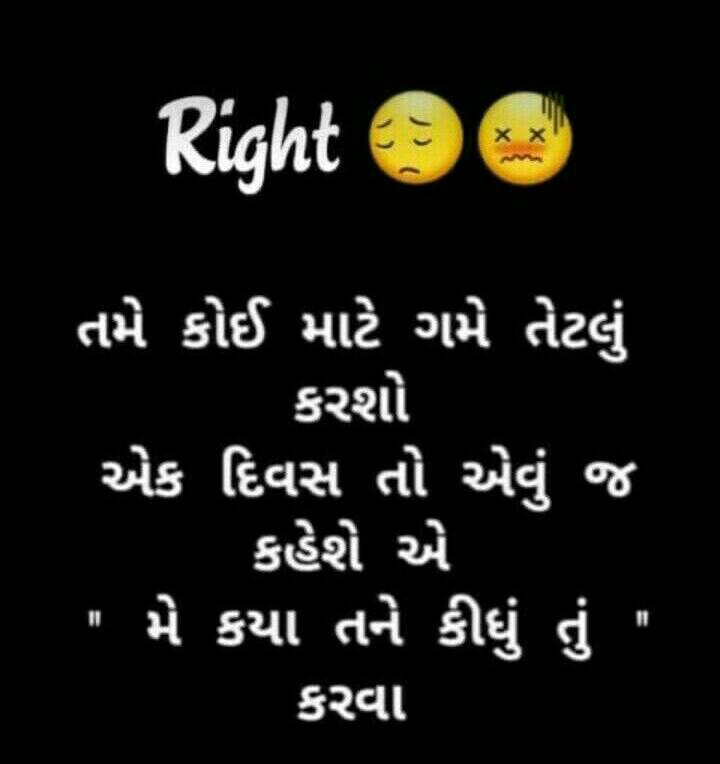 Right 😔😖
તમે કોઈ માટે ગમે તેટલું
કરશો
એક દિવસ તો એવું જ
કહેશે એ
" મે કયા તને કીધું તું "
કરવા